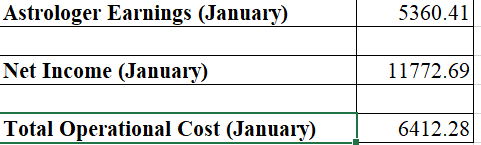 Astrologer Earnings (January) 5360.41
Net Income (January) 11772.69
Total Operational Cost (January) 6412.28